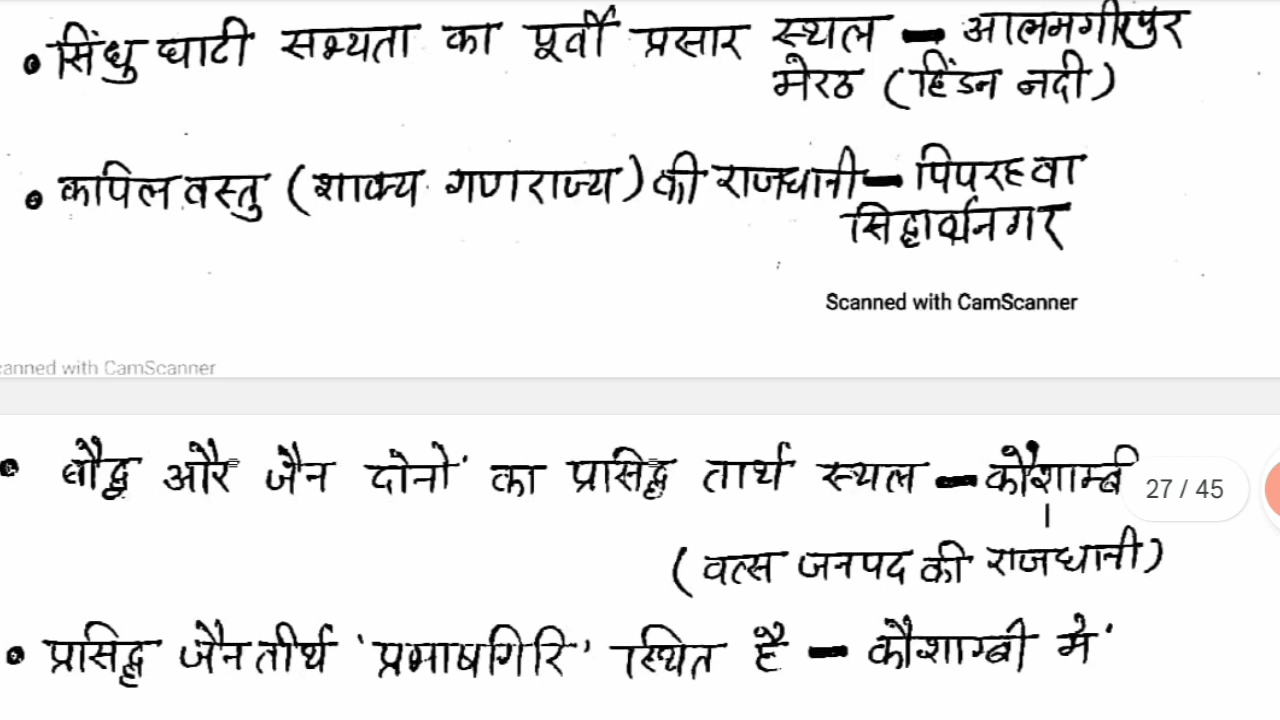 • सिंधु घाटी सभ्यता का पूर्वी प्रसार स्थल – आलमगीरपुर
मेरठ (हिंडन नदी)
• कपिलवस्तु (शाक्य गणराज्य) की राजधानी – पिपरहवा
सिद्धार्थनगर
Scanned with CamScanner
canned with CamScanner
• बौद्ध और जैन दोनों का प्रसिद्ध तीर्थ स्थल – कौशाम्बी
27 / 45
(वत्स जनपद की राजधानी)
• प्रसिद्ध जैन तीर्थ 'प्रभाषगिरि' स्थित है – कौशाम्बी में